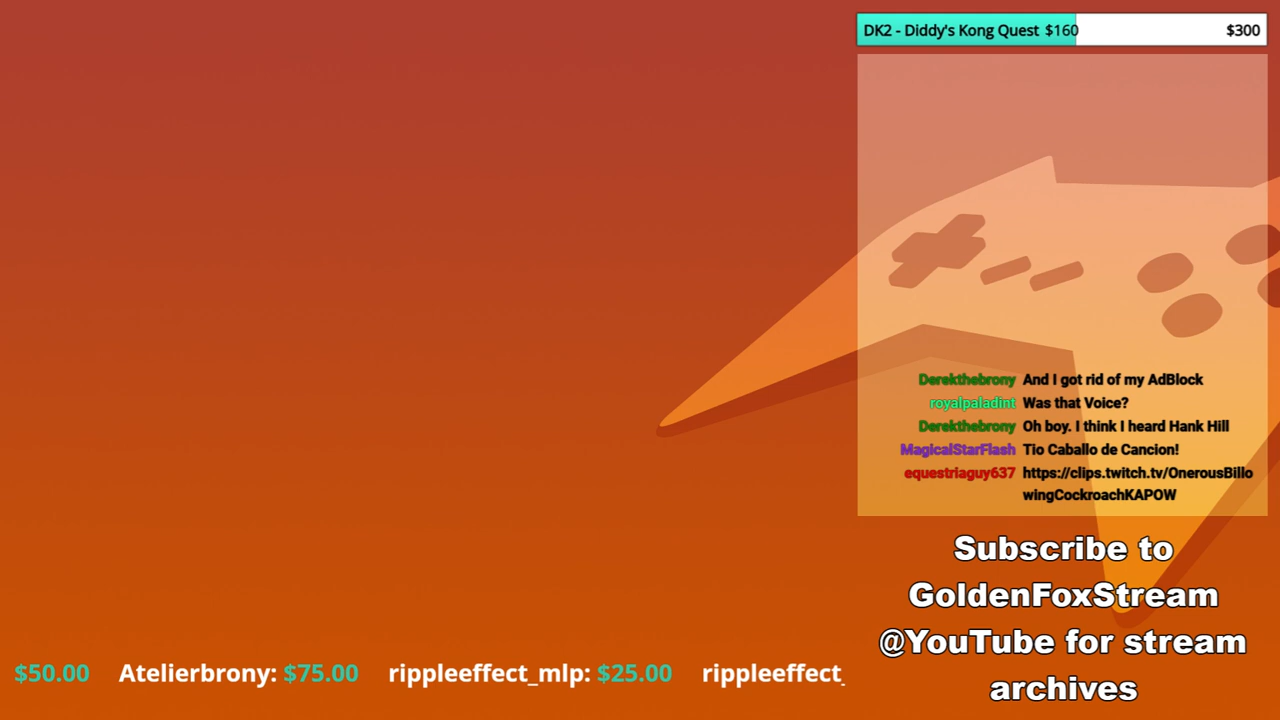 DK2 - Diddy's Kong Quest $160 $300
Derekthebrony And I got rid of my AdBlock
royalpaladint Was that Voice?
Derekthebrony Oh boy. I think I heard Hank Hill
MagicalStarFlash Tio Caballo de Cancion!
equestriaguy637 https://clips.twitch.tv/OnerousBillo
wingCockroachKAPOW
Subscribe to
GoldenFoxStream
@YouTube for stream
archives
$50.00 Atelierbrony: $75.00 rippleeffect_mlp: $25.00 rippleeffect_